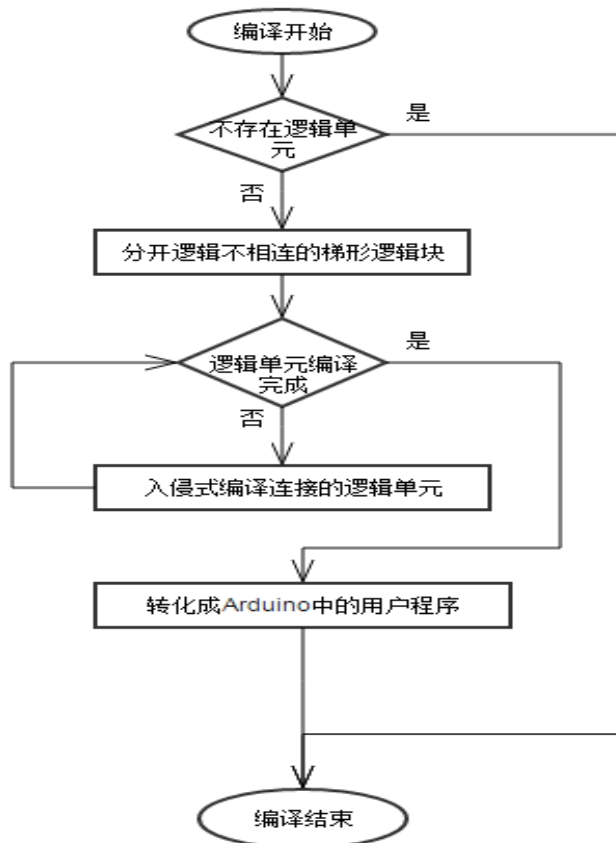 编译开始
不存在逻辑单
元
是
否
分开逻辑不相连的梯形逻辑块
逻辑单元编译
完成
是
否
入侵式编译连接的逻辑单元
转化成Arduino中的用户程序
编译结束